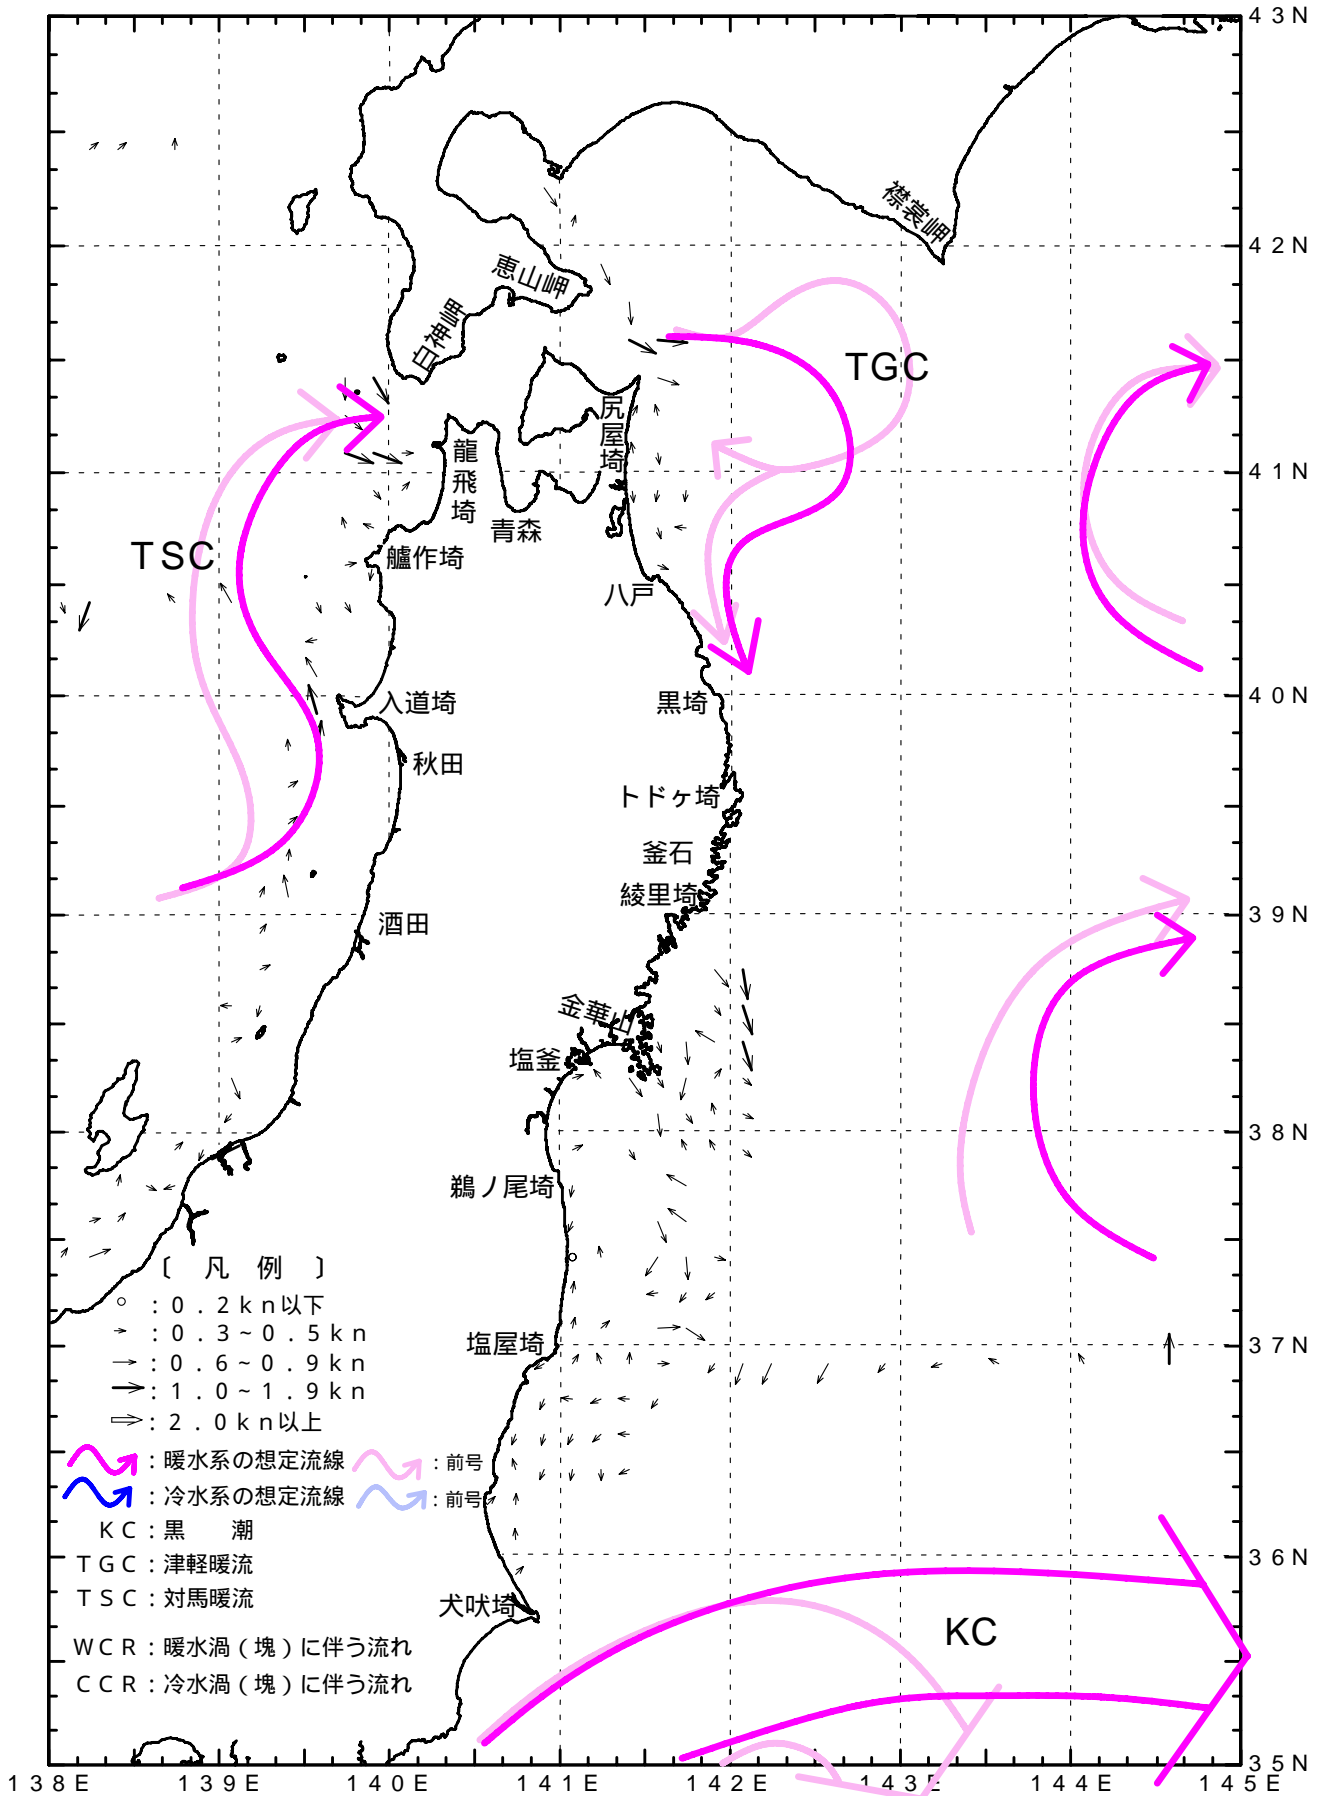 43N
襟裳岬
42N
恵山岬
白神岬
TGC
尻屋埼
龍飛埼
41N
青森
TSC
艫作埼
八戸
入道埼
黒埼
40N
秋田
トドヶ埼
釜石
綾里埼
39N
酒田
金華山
塩釜
38N
鵜ノ尾埼
〔 凡 例 〕
:0.2kn以下
:0.3~0.5kn
塩屋埼
37N
:0.6~0.9kn
:1.0~1.9kn
:2.0kn以上
:暖水系の想定流線 :前号
:冷水系の想定流線 :前号
KC:黒 潮
TGC:津軽暖流
36N
TSC:対馬暖流
犬吠埼
KC
WCR:暖水渦(塊)に伴う流れ
CCR:冷水渦(塊)に伴う流れ
35N
138E 139E 140E 141E 142E 143E 144E 145E